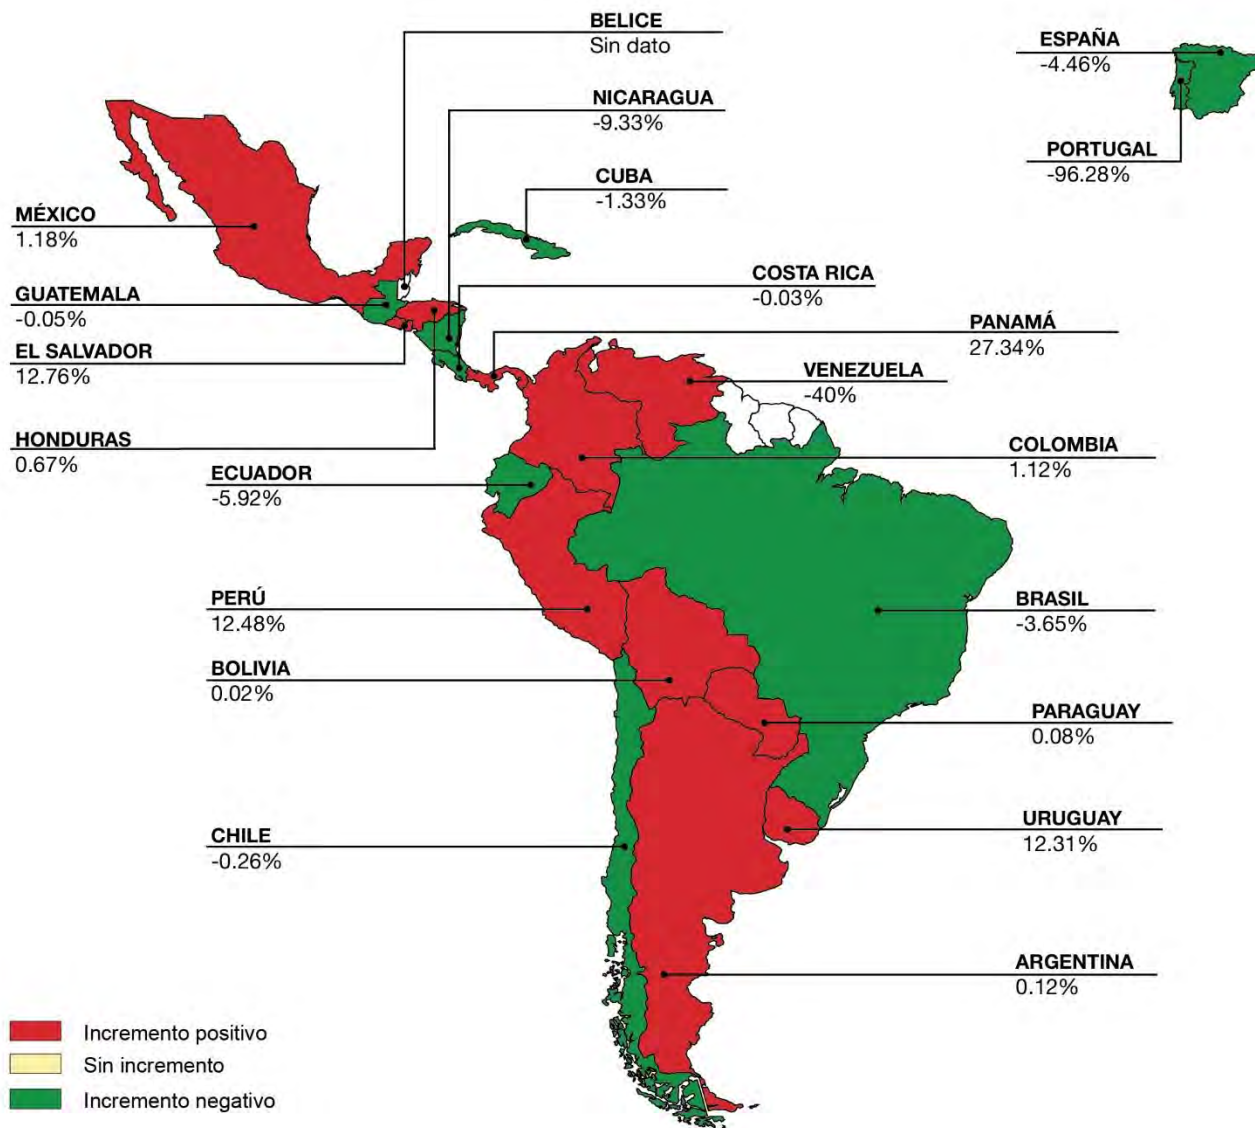 BELICE
Sin dato
ESPAÑA
-4.46%
NICARAGUA
-9.33%
PORTUGAL
-96.28%
CUBA
-1.33%
MÉXICO
1.18%
COSTA RICA
-0.03%
GUATEMALA
-0.05%
PANAMÁ
27.34%
EL SALVADOR
12.76%
VENEZUELA
-40%
HONDURAS
0.67%
COLOMBIA
1.12%
ECUADOR
-5.92%
PERÚ
12.48%
BRASIL
-3.65%
BOLIVIA
0.02%
PARAGUAY
0.08%
URUGUAY
12.31%
CHILE
-0.26%
ARGENTINA
0.12%
Incremento positivo
Sin incremento
Incremento negativo